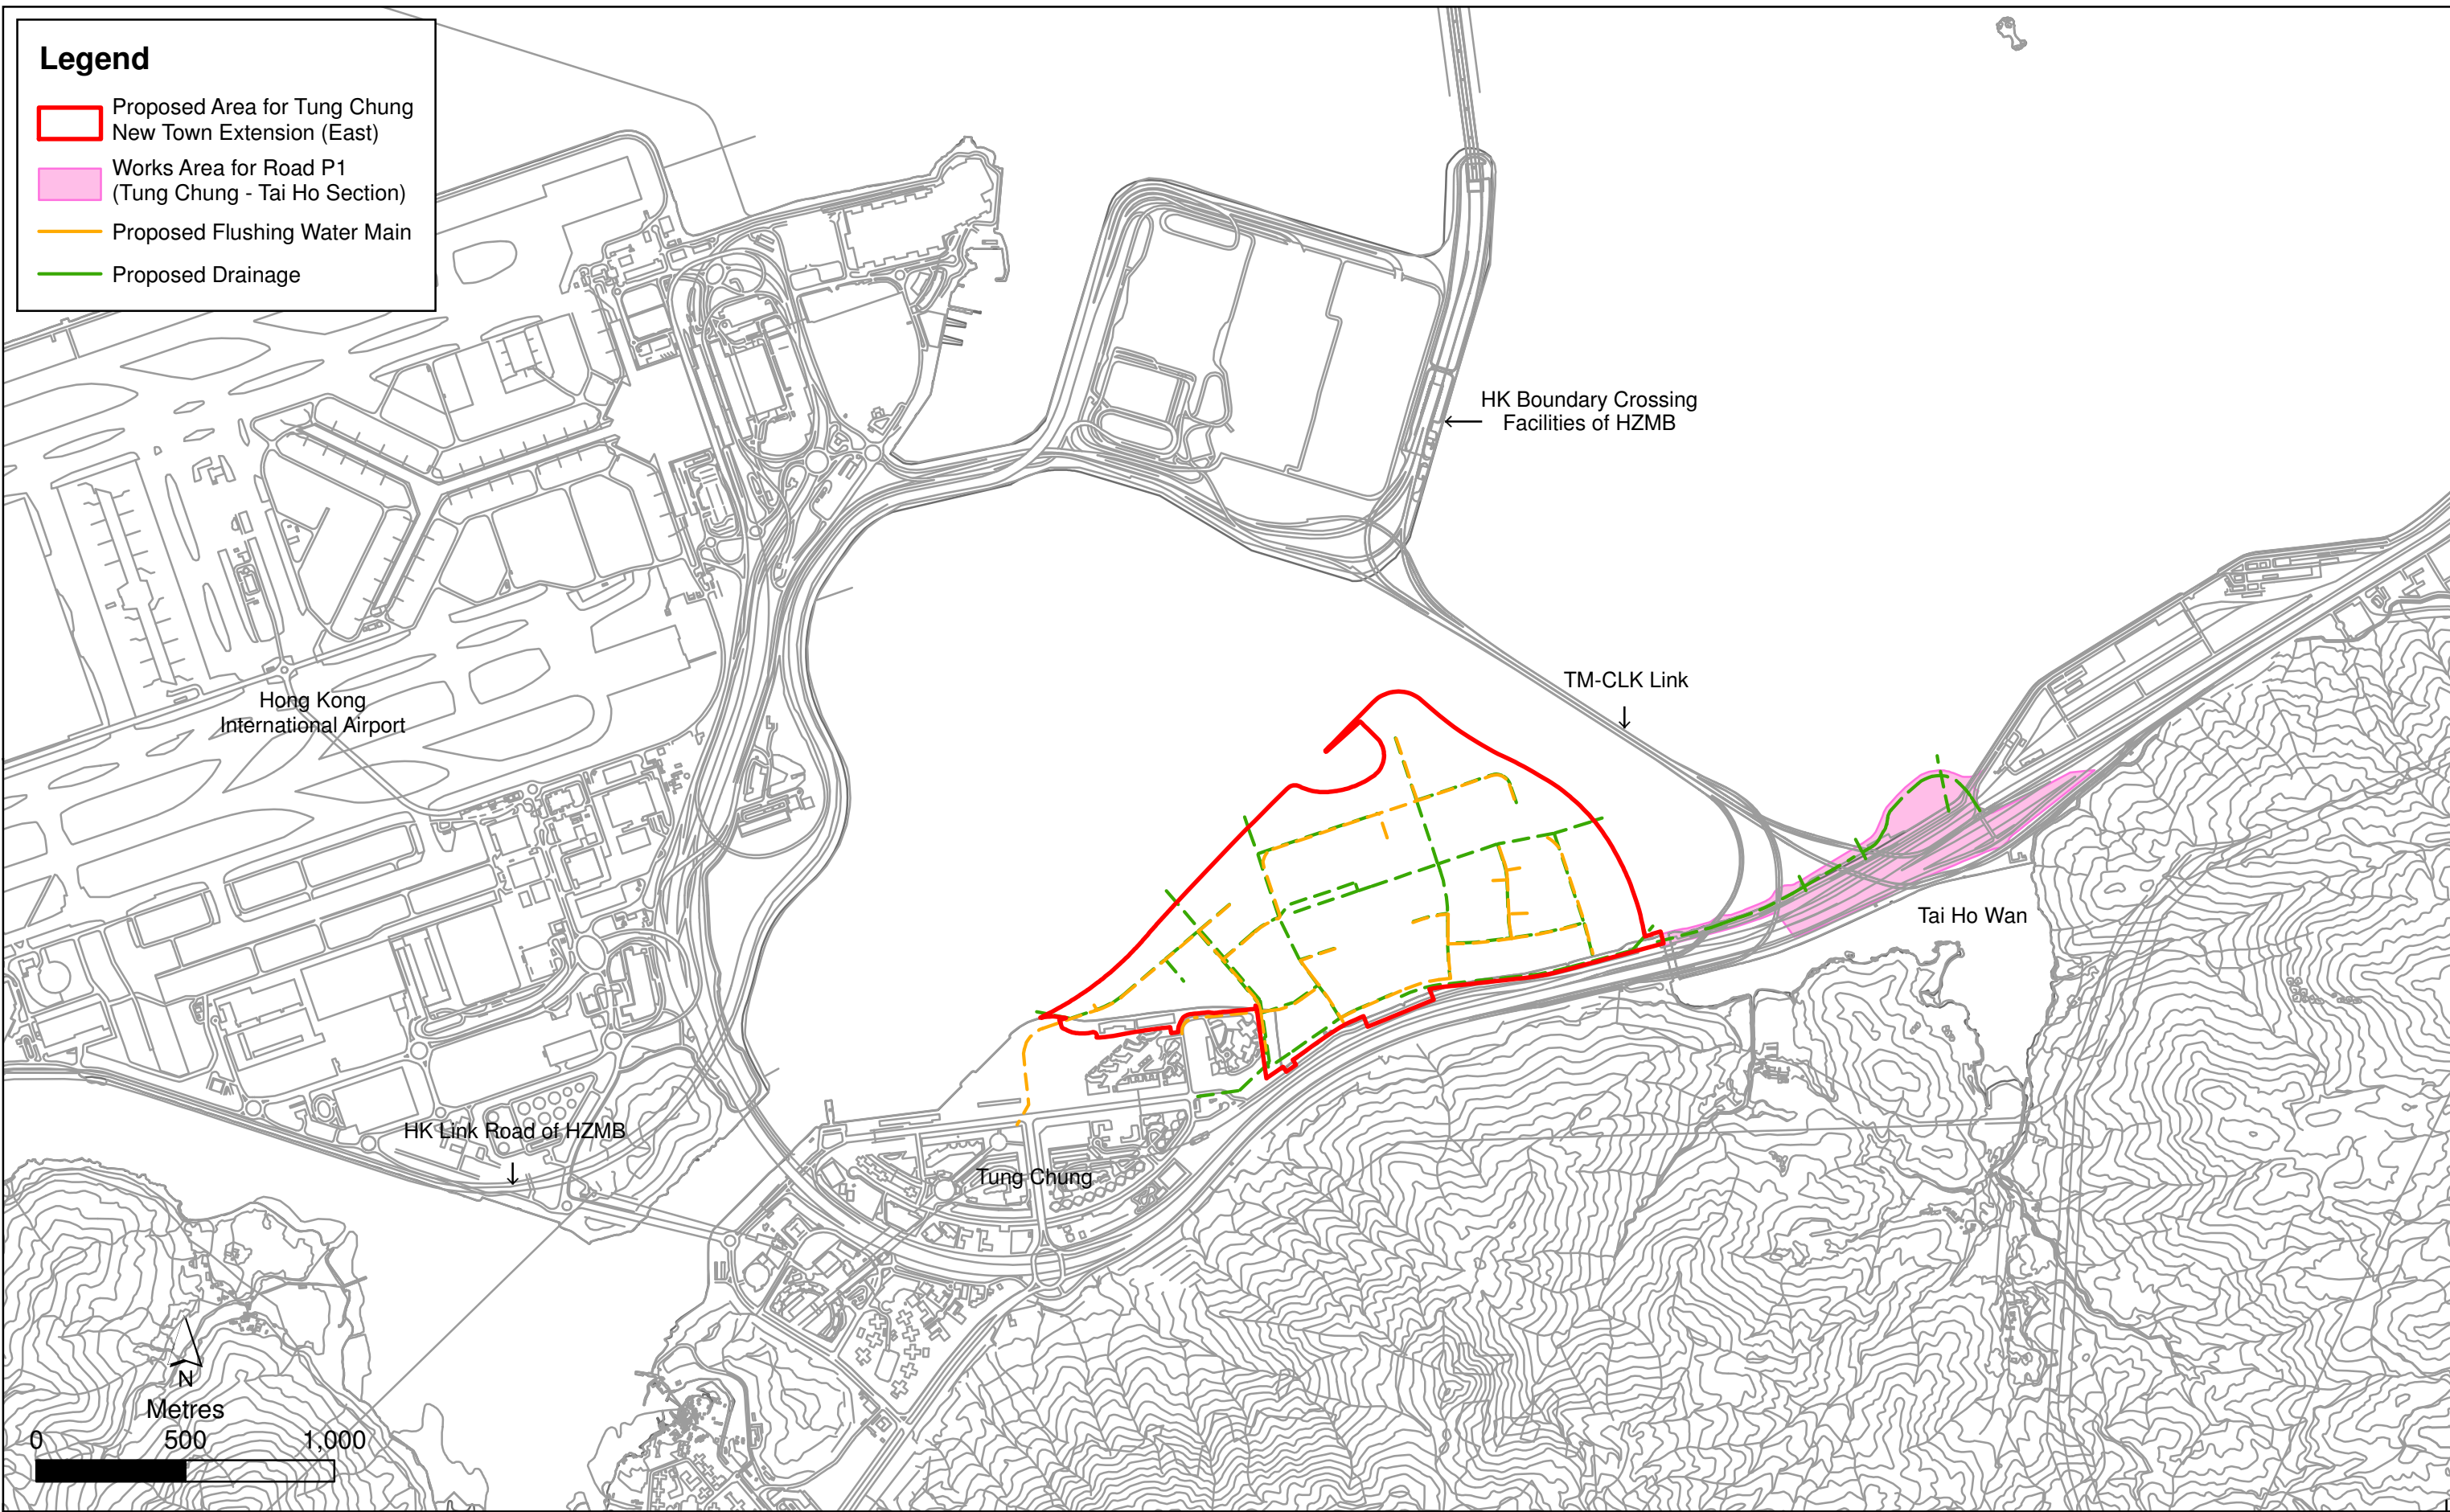 Legend
Proposed Area for Tung Chung
New Town Extension (East)
Works Area for Road P1
(Tung Chung - Tai Ho Section)
Proposed Flushing Water Main
Proposed Drainage
HK Boundary Crossing
Facilities of HZMB
TM-CLK Link
Hong Kong
International Airport
Tai Ho Wan
HK Link Road of HZMB
Tung Chung
N
Metres
0 500 1,000